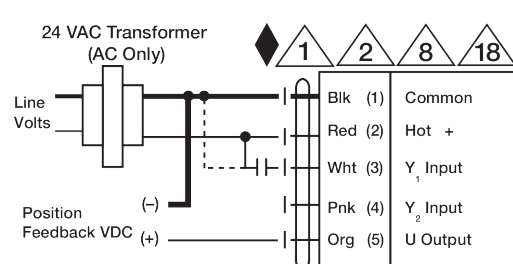 24 VAC Transformer
(AC Only)
1 2 8 18
Line
Volts
Blk (1) Common
Red (2) Hot +
Wht (3) Y1 Input
(–)
Pnk (4) Y2 Input
Position
Feedback VDC (+)
Org (5) U Output